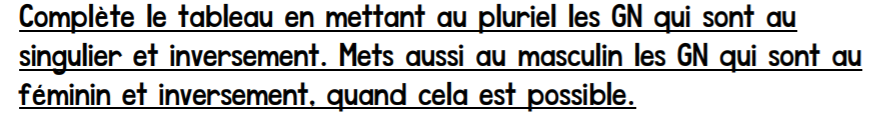 Complète le tableau en mettant au pluriel les GN qui sont au
singulier et inversement. Mets aussi au masculin les GN qui sont au
féminin et inversement, quand cela est possible.